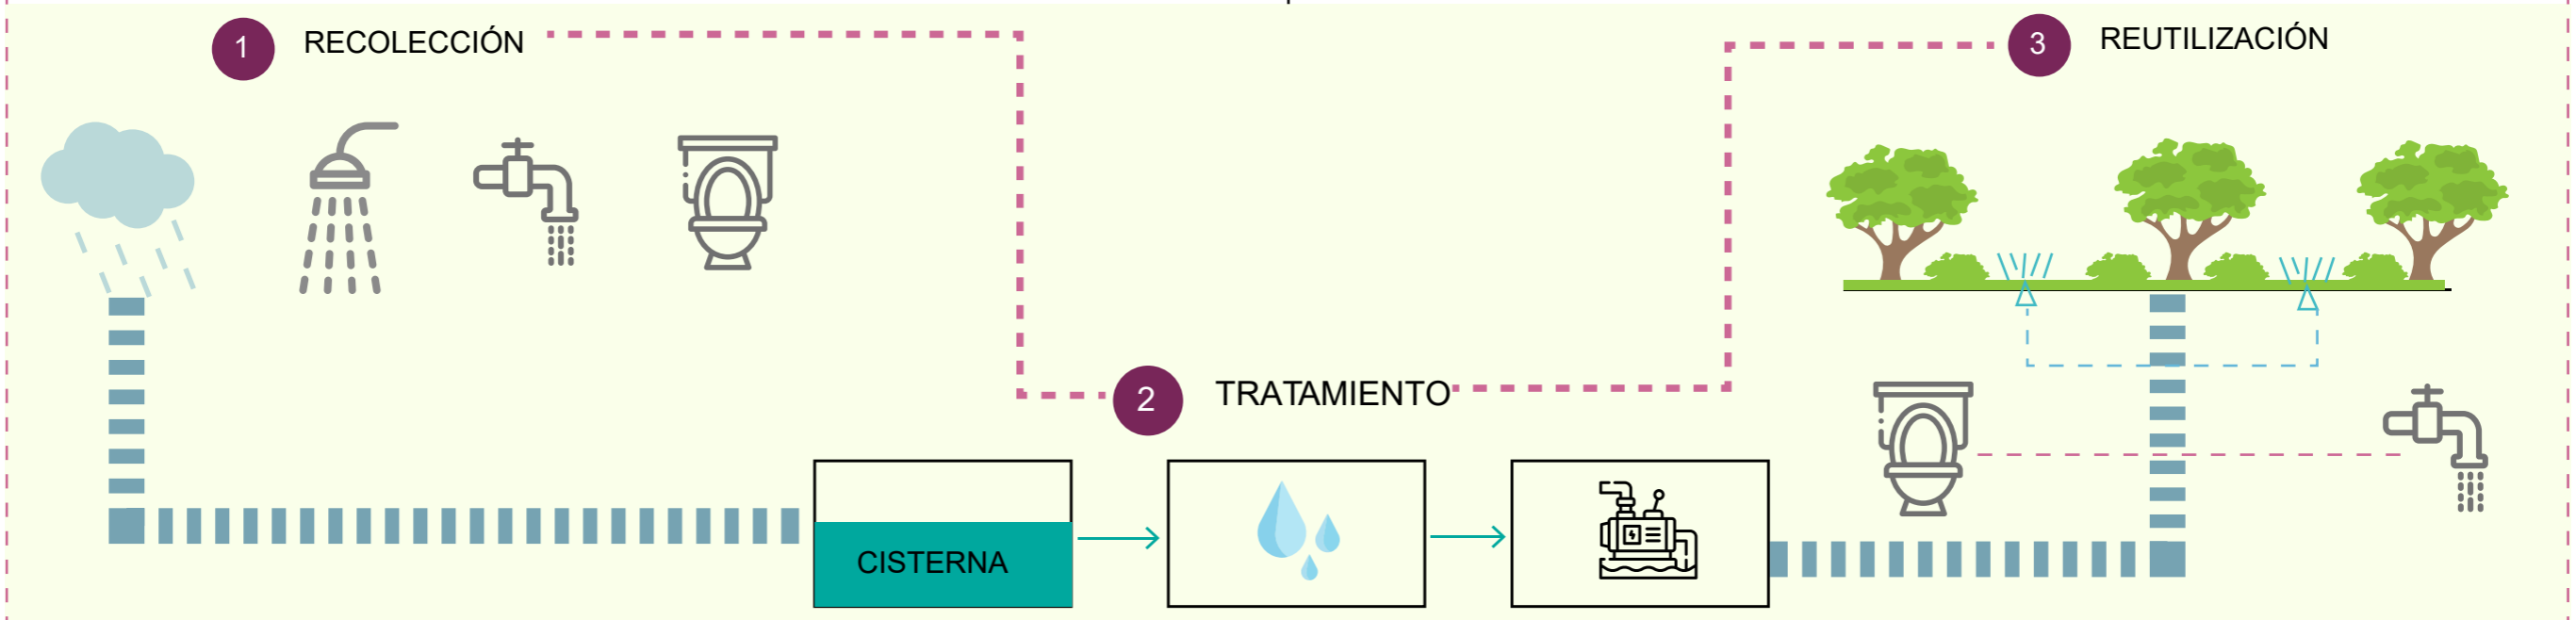 1 RECOLECCIÓN
3 REUTILIZACIÓN
2 TRATAMIENTO
CISTERNA